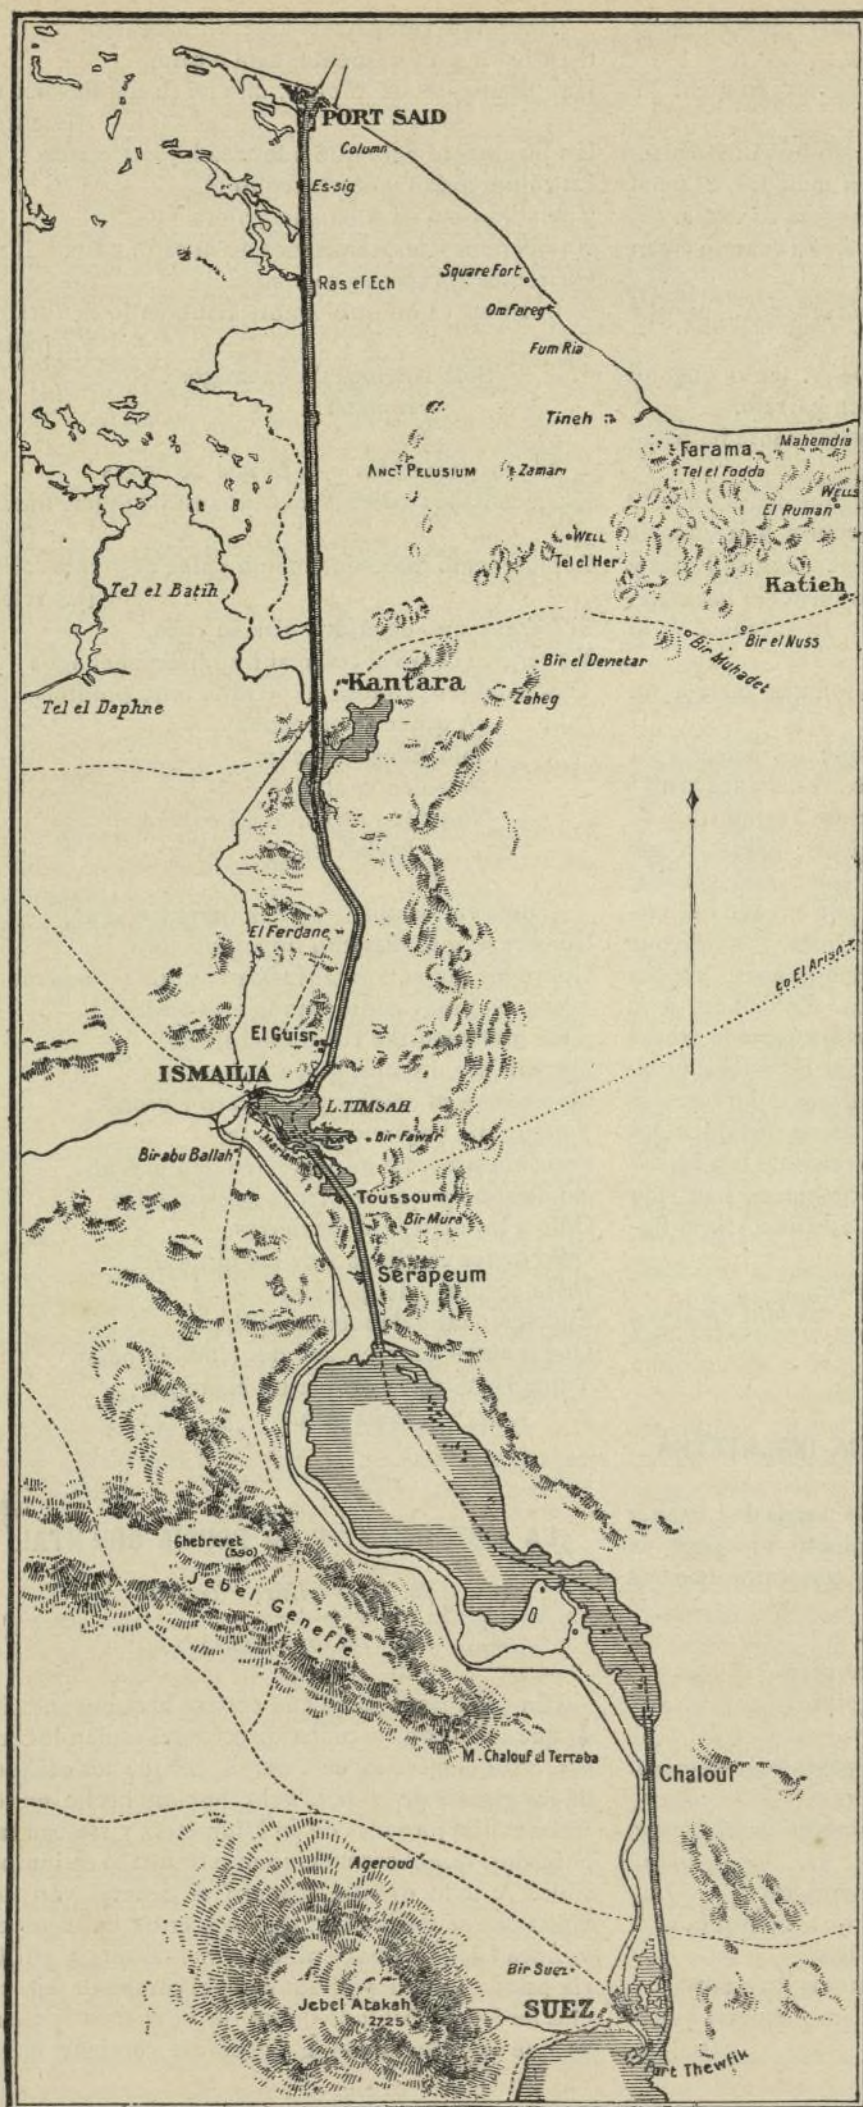 PORT SAID
Column
Es-sig
Ras el Ech
Square Fort
Om Fareg
Fum Ria
Tineh
Farama
Mahemdia
ANCT PELUSIUM
Zaman
Tel el Fodda
WELLS
El Ruman
WELL
Tel el Her
Katieh
Tel el Batih
Bir el Nuss
Bir Muhadet
Bir el Devietar
Kantara
Zaheg
Tel el Daphne
El Ferdane
to El Arish
El Guisr
ISMAILIA
L. TIMSAH
J. Mariam
Bir Fawar
Bir abu Ballah
Toussoum
Bir Mura
Serapeum
Ghebrevet
(590)
Jebel Geneffe
M. Chalouf el Terraba
Chalouf
Ageroud
Bir Suez
Jebel Atakah
2725
SUEZ
Port Thewfik